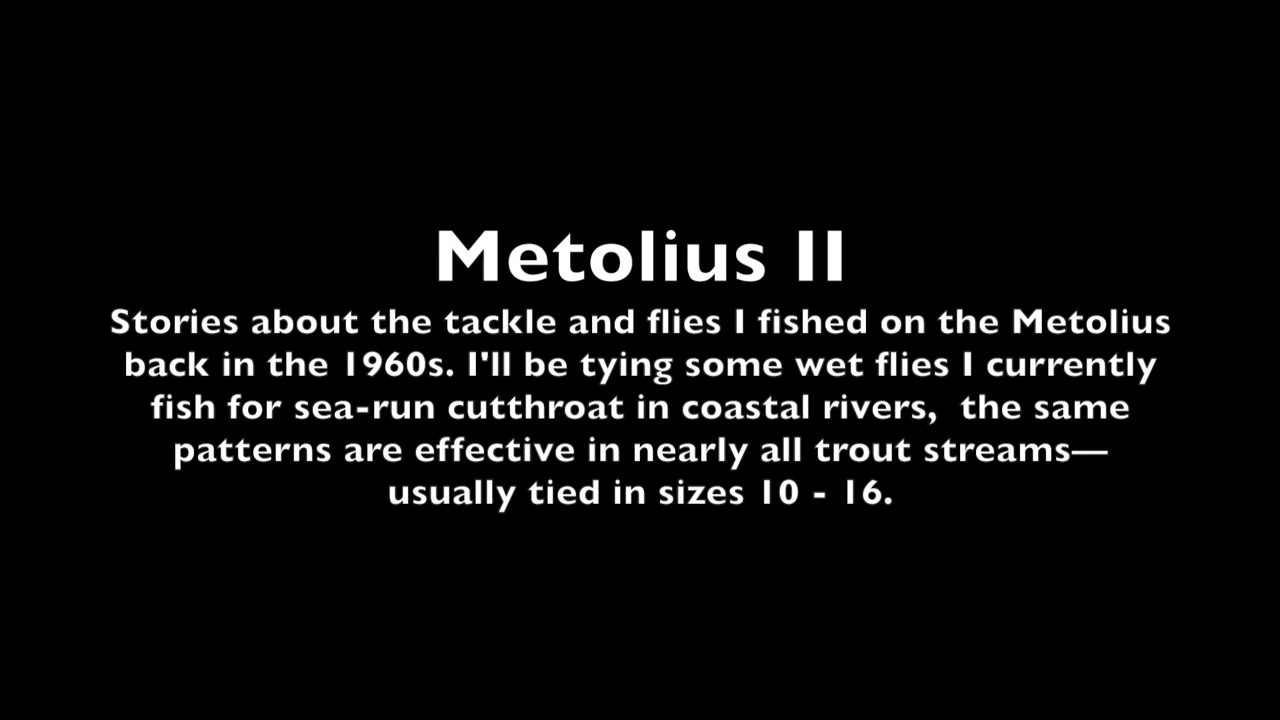 Metolius II
Stories about the tackle and flies I fished on the Metolius
back in the 1960s. I'll be tying some wet flies I currently
fish for sea-run cutthroat in coastal rivers,  the same
patterns are effective in nearly all trout streams—
usually tied in sizes 10 - 16.